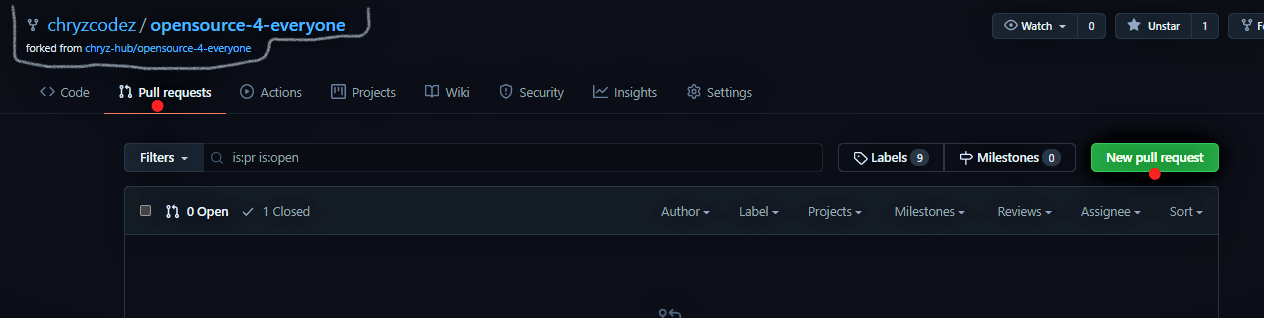 chryzcodez / opensource-4-everyone
forked from chryz-hub/opensource-4-everyone
Watch 0 Unstar 1
Code Pull requests Actions Projects Wiki Security Insights Settings
Filters is:pr is:open Labels 9 Milestones 0 New pull request
0 Open 1 Closed Author Label Projects Milestones Reviews Assignee Sort